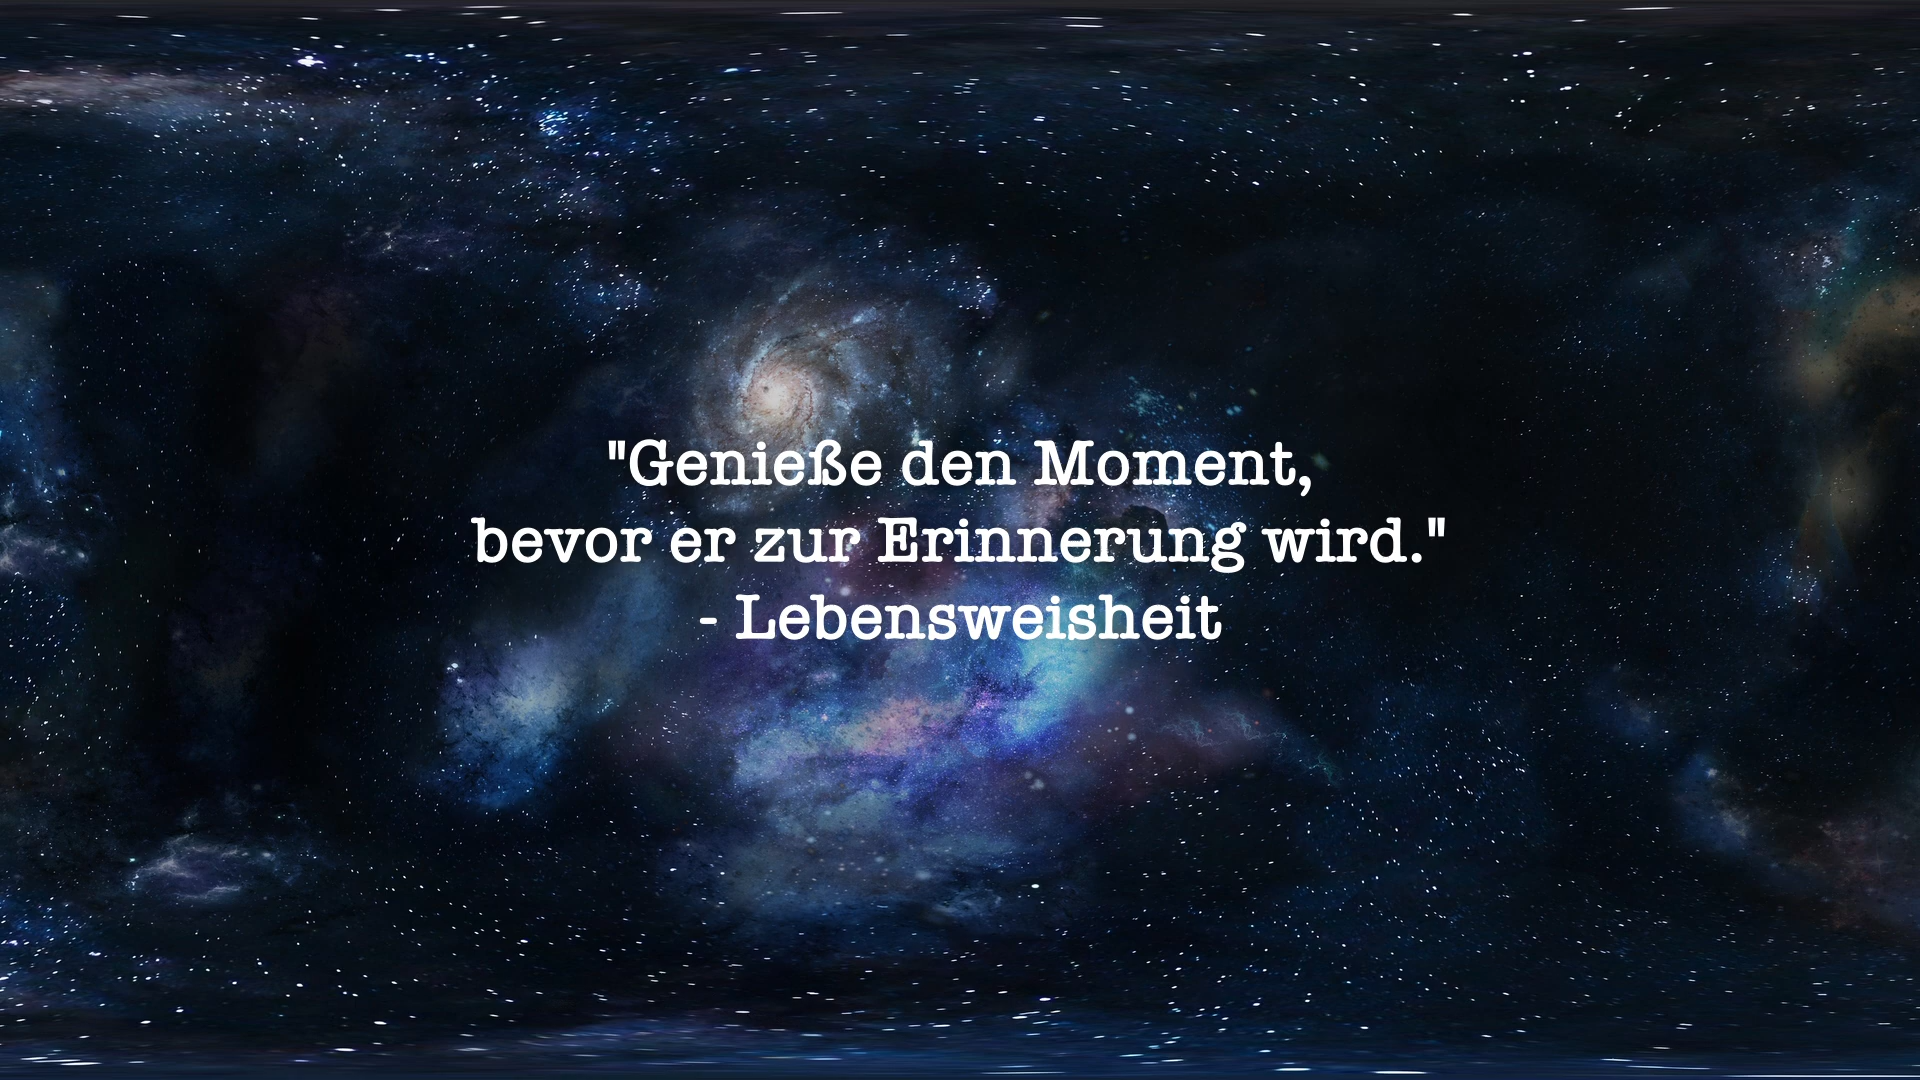 "Genieße den Moment,
bevor er zur Erinnerung wird."
- Lebensweisheit